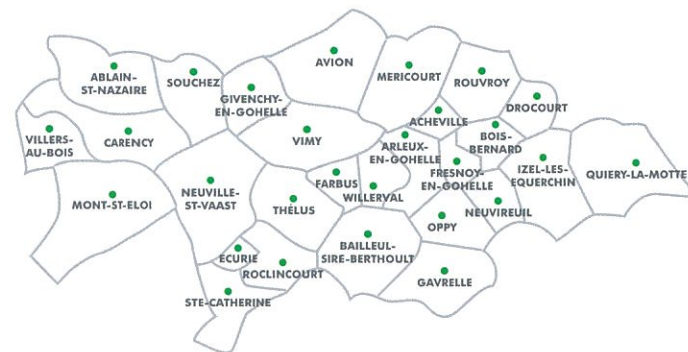 AVION
ABLAIN-
ST-NAZAIRE
SOUCHEZ
MERICOURT
ROUVROY
GIVENCHY-
EN-GOHELLE
DROCOURT
ACHEVILLE
VILLERS-
AU-BOIS
CARENCY
VIMY
ARLEUX-
EN-GOHELLE
BOIS-
BERNARD
FARBUS
FRESNOY-
EN-GOHELLE
IZEL-LES-
EQUERCHIN
QUIERY-LA-MOTTE
MONT-ST-ELOI
NEUVILLE-
ST-VAAST
THÉLUS
WILLERVAL
NEUVIREUIL
OPPY
BAILLEUL-
SIRE-BERTHOULT
ECURIE
ROCLINCOURT
GAVRELLE
STE-CATHERINE